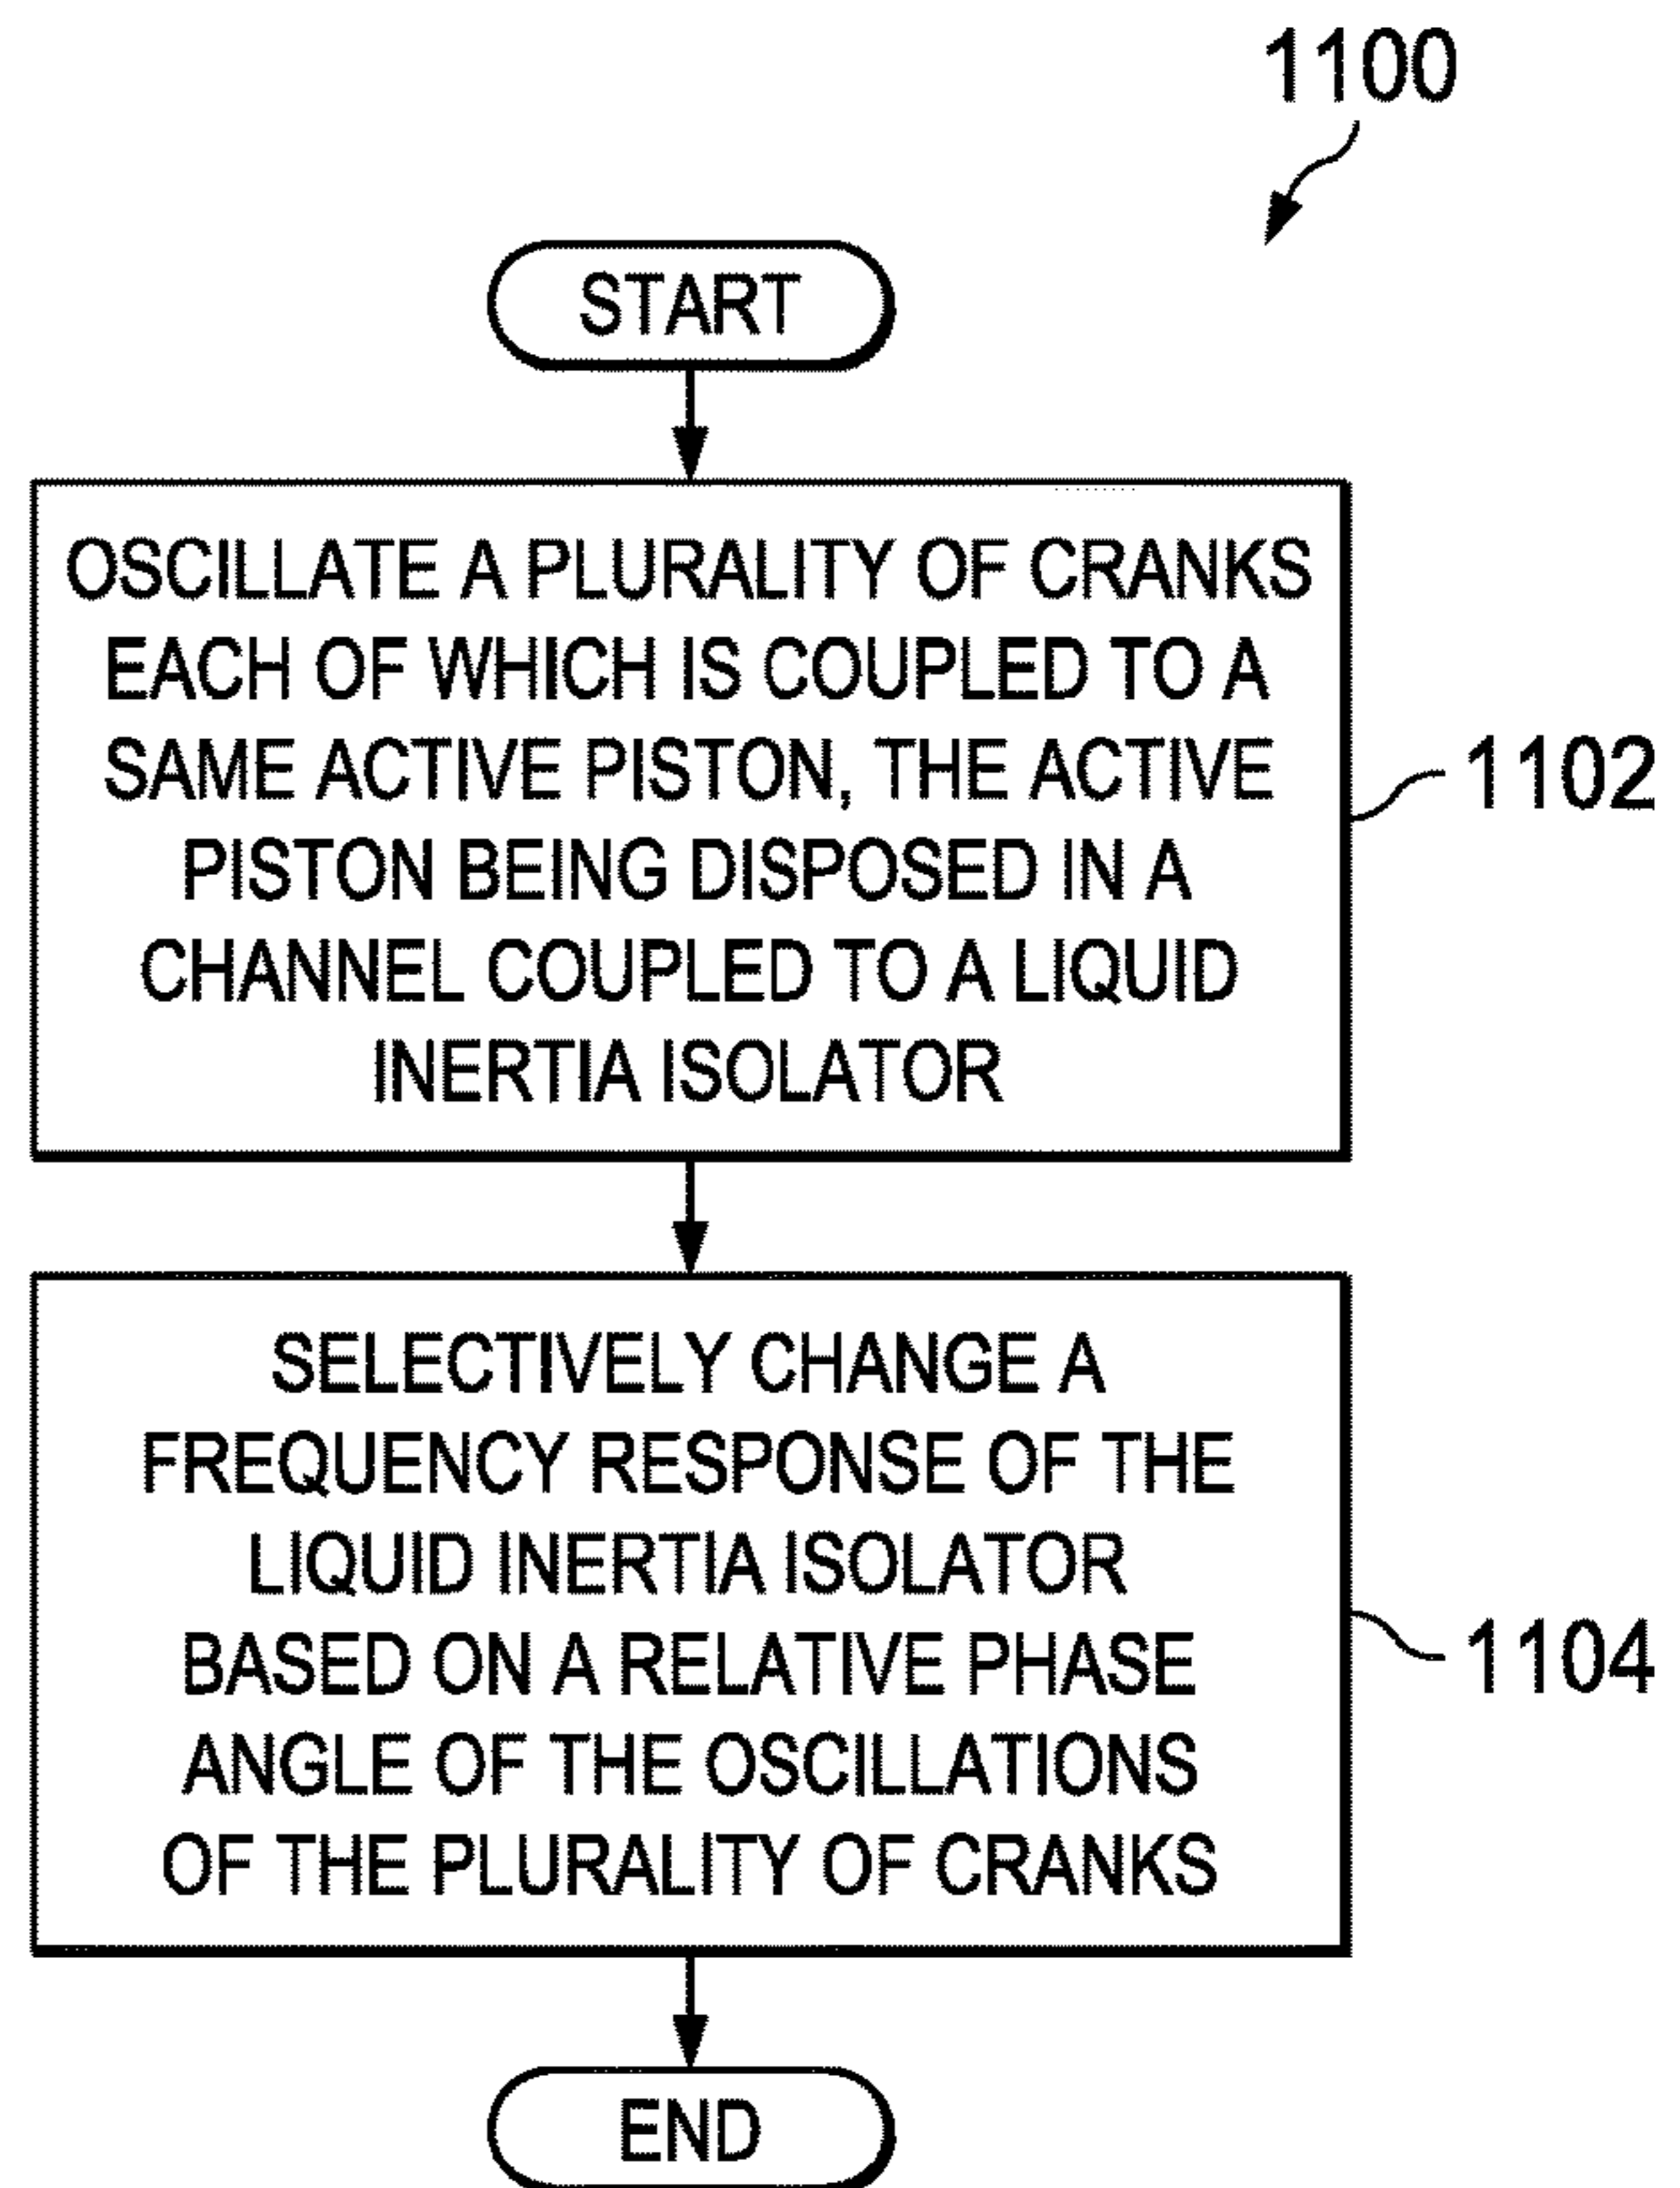 1100
START
OSCILLATE A PLURALITY OF CRANKS
EACH OF WHICH IS COUPLED TO A
SAME ACTIVE PISTON, THE ACTIVE
PISTON BEING DISPOSED IN A
CHANNEL COUPLED TO A LIQUID
INERTIA ISOLATOR
1102
SELECTIVELY CHANGE A
FREQUENCY RESPONSE OF THE
LIQUID INERTIA ISOLATOR
BASED ON A RELATIVE PHASE
ANGLE OF THE OSCILLATIONS
OF THE PLURALITY OF CRANKS
1104
END